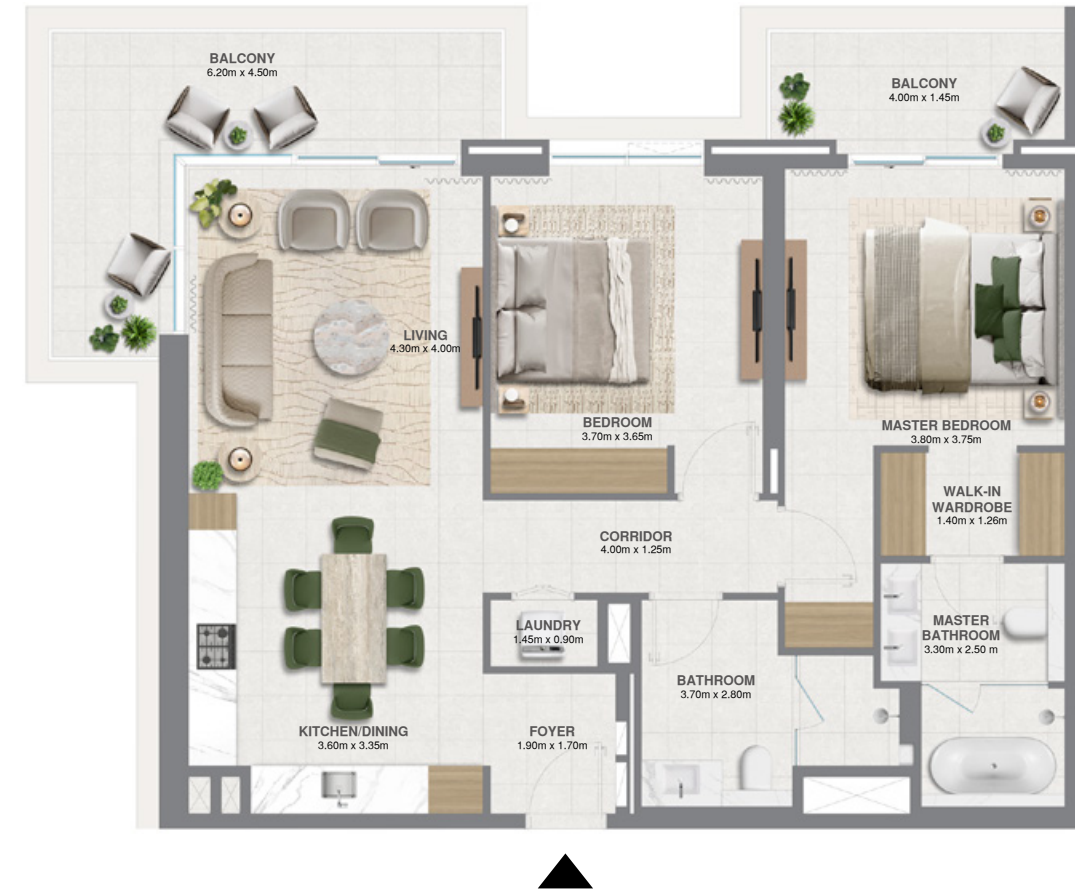 BALCONY
6.20m x 4.50m
BALCONY
4.00m x 1.45m
LIVING
4.30m x 4.00m
BEDROOM
3.70m x 3.65m
MASTER BEDROOM
3.80m x 3.75m
WALK-IN
WARDROBE
1.40m x 1.26m
CORRIDOR
4.00m x 1.25m
LAUNDRY
1.45m x 0.90m
MASTER
BATHROOM
3.30m x 2.50 m
BATHROOM
3.70m x 2.80m
KITCHEN/DINING
3.60m x 3.35m
FOYER
1.90m x 1.70m